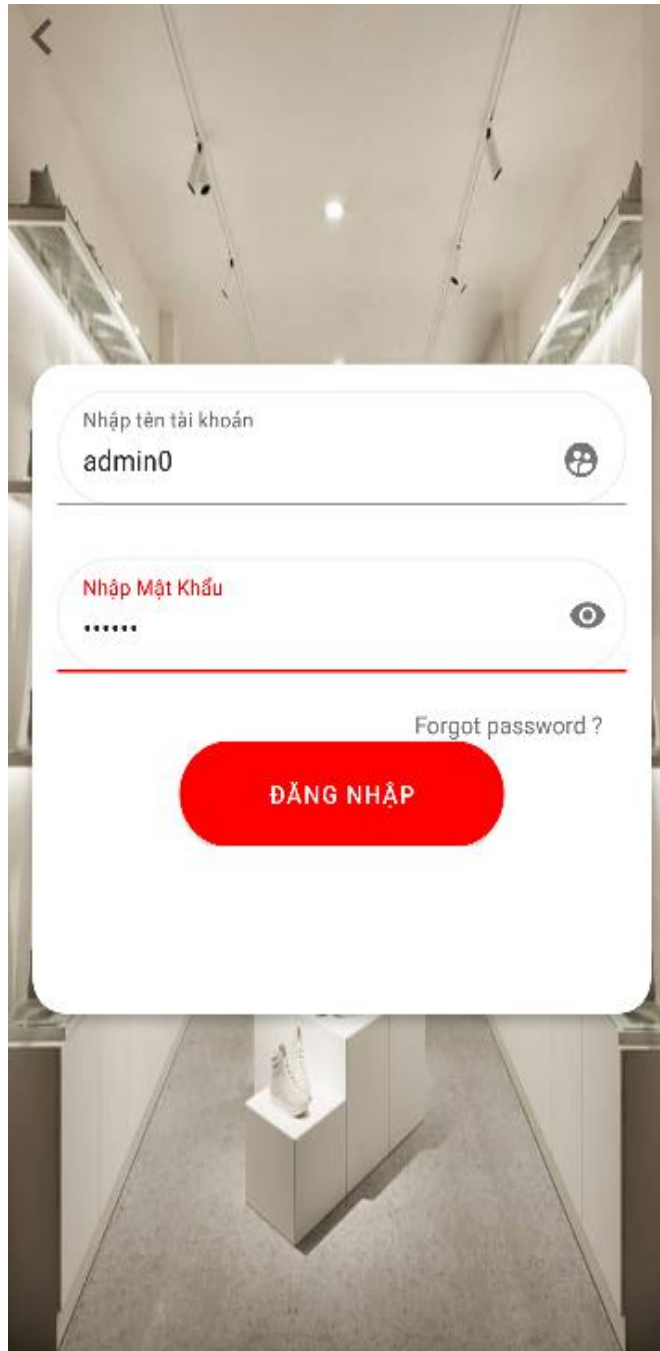 Nhập tên tài khoản
admin0
Nhập Mật Khẩu
••••••
Forgot password ?
ĐĂNG NHẬP